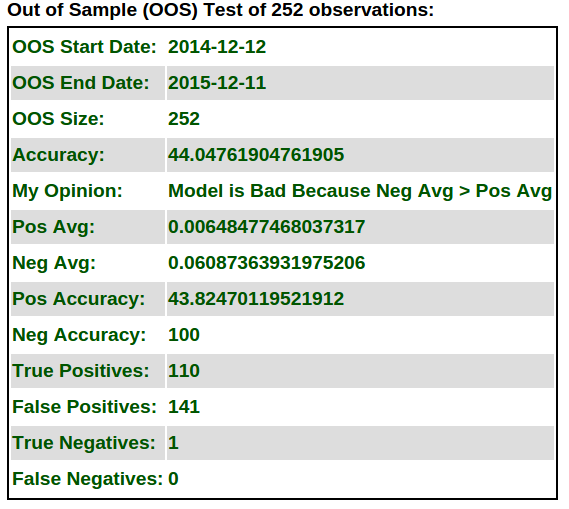 Out of Sample (OOS) Test of 252 observations:
OOS Start Date: 2014-12-12
OOS End Date: 2015-12-11
OOS Size: 252
Accuracy: 44.04761904761905
My Opinion: Model is Bad Because Neg Avg > Pos Avg
Pos Avg: 0.00648477468037317
Neg Avg: 0.06087363931975206
Pos Accuracy: 43.82470119521912
Neg Accuracy: 100
True Positives: 110
False Positives: 141
True Negatives: 1
False Negatives: 0